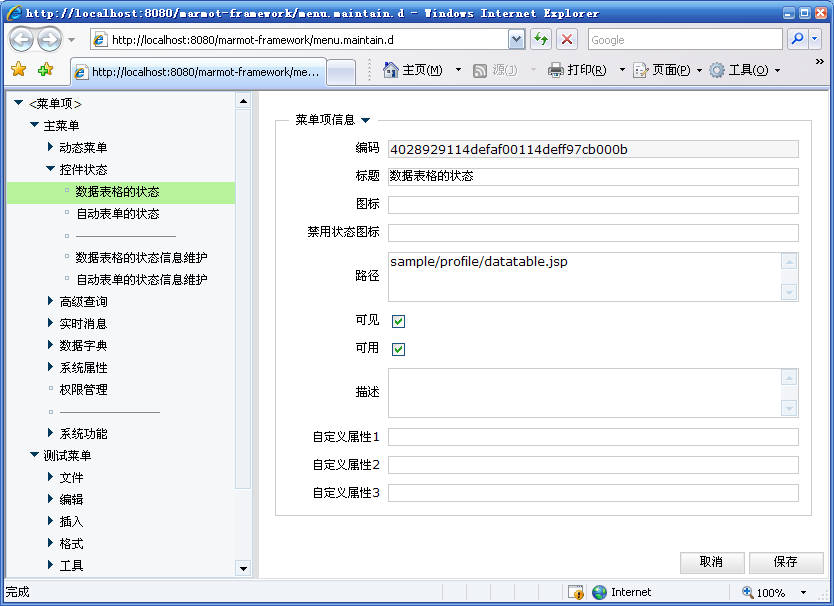 http://localhost:8080/marmot-framework/menu.maintain.d - Windows Internet Explorer
http://localhost:8080/marmot-framework/menu.maintain.d
Google
http://localhost:8080/marmot-framework/me...
主页(M)
源(J)
打印(R)
页面(P)
工具(O)
<菜单项>
主菜单
动态菜单
控件状态
数据表格的状态
自动表单的状态
数据表格的状态信息维护
自动表单的状态信息维护
高级查询
实时消息
数据字典
系统属性
权限管理
系统功能
测试菜单
文件
编辑
插入
格式
工具
菜单项信息
编码 4028929114defaf00114deff97cb000b
标题 数据表格的状态
图标
禁用状态图标
路径 sample/profile/datatable.jsp
可见
可用
描述
自定义属性1
自定义属性2
自定义属性3
取消
保存
完成
Internet
100%